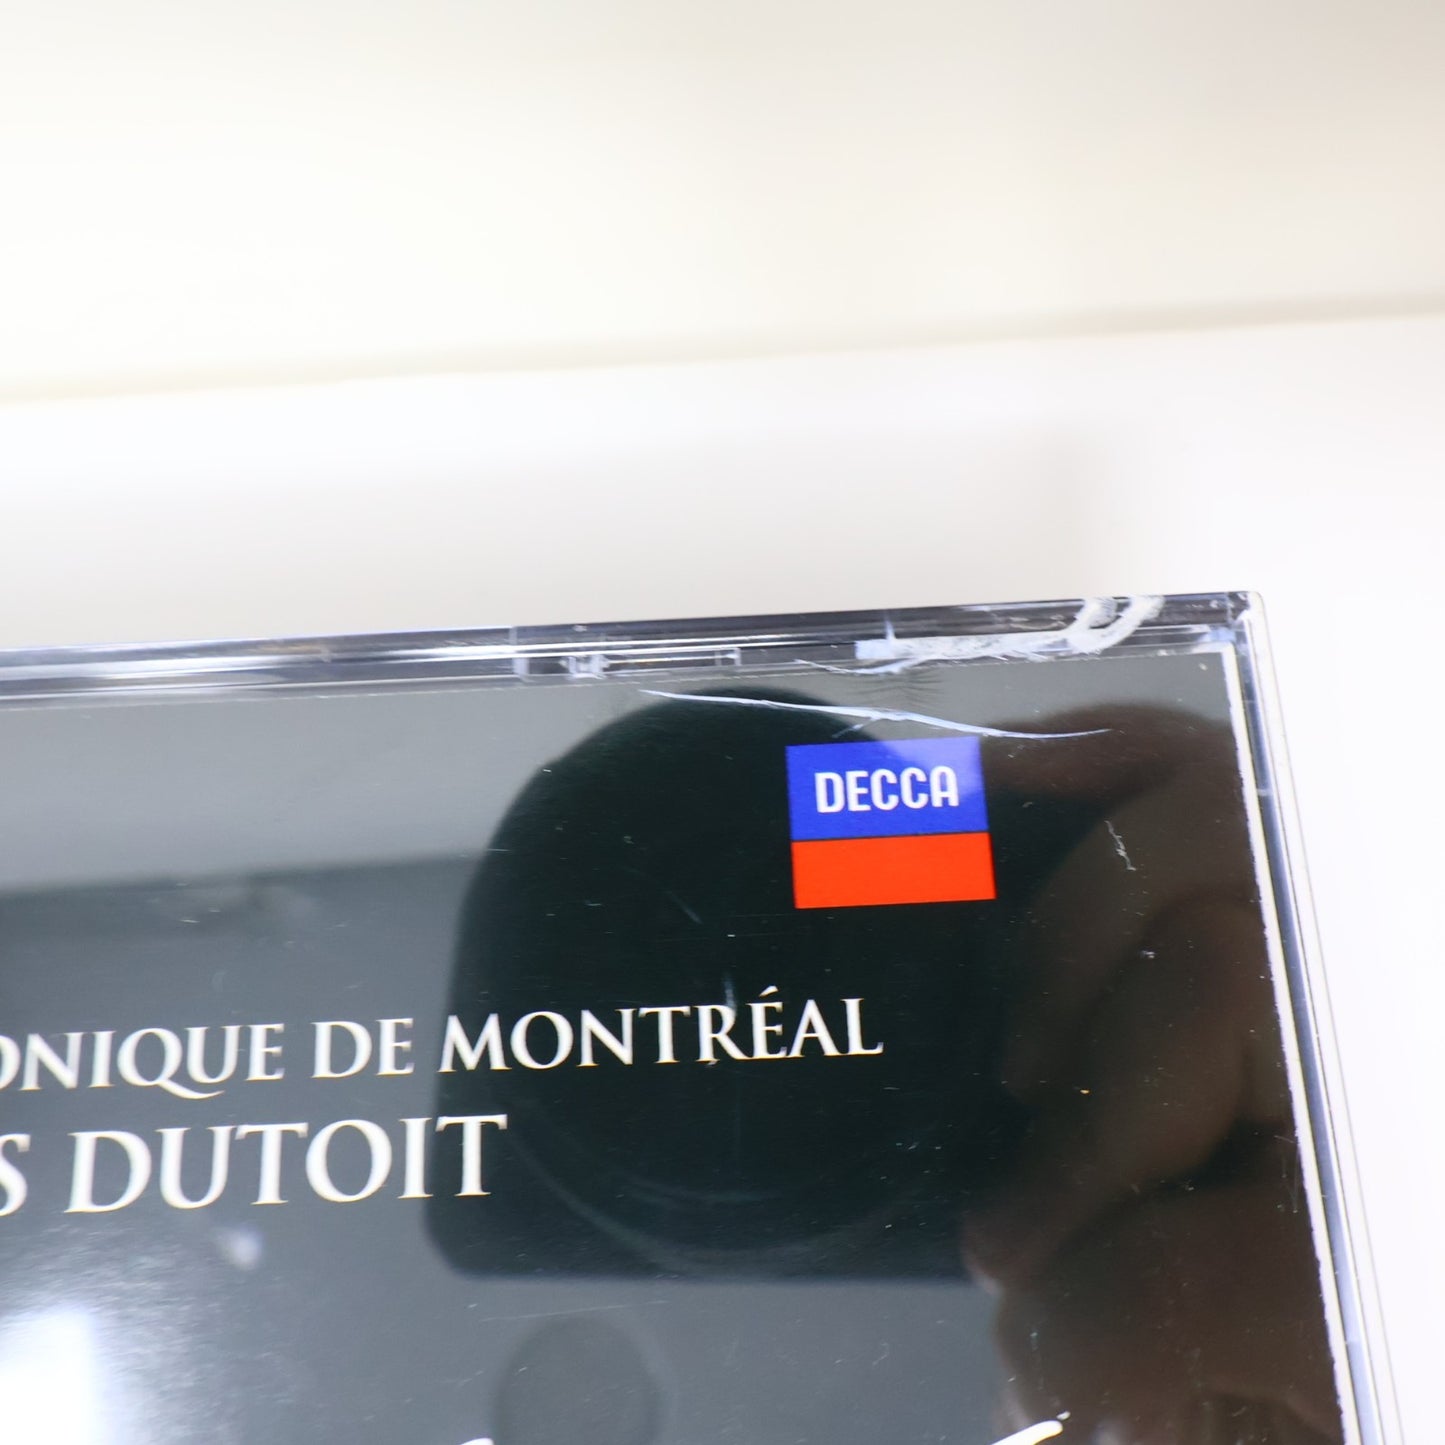 DECCA
ONIQUE DE MONTRÉAL
S DUTOIT